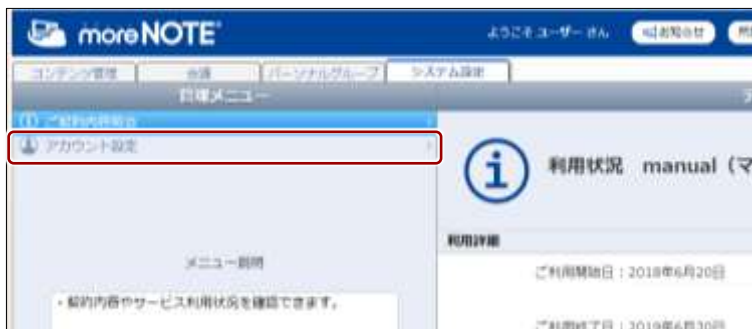 moreNOTE
ようこそ ユーザー さん
お知らせ
コンテンツ管理
会議
パーソナルグループ
システム設定
管理メニュー
ご契約内容照会
アカウント設定
利用状況 manual（マ
利用詳細
メニュー説明
ご利用開始日：2018年6月20日
・契約内容やサービス利用状況を確認できます。
ご利用終了日：2019年6月20日